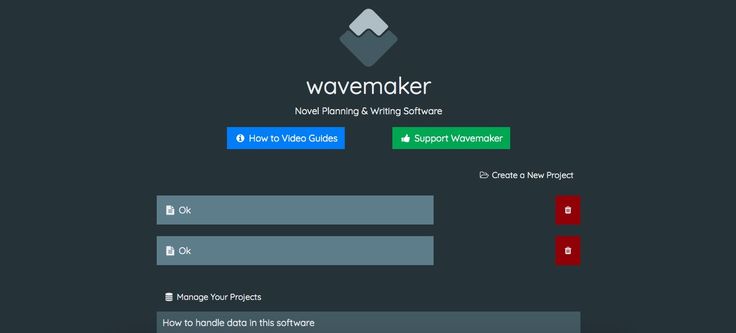 wavemaker
Novel Planning & Writing Software
How to Video Guides
Support Wavemaker
Create a New Project
Ok
Ok
Manage Your Projects
How to handle data in this software